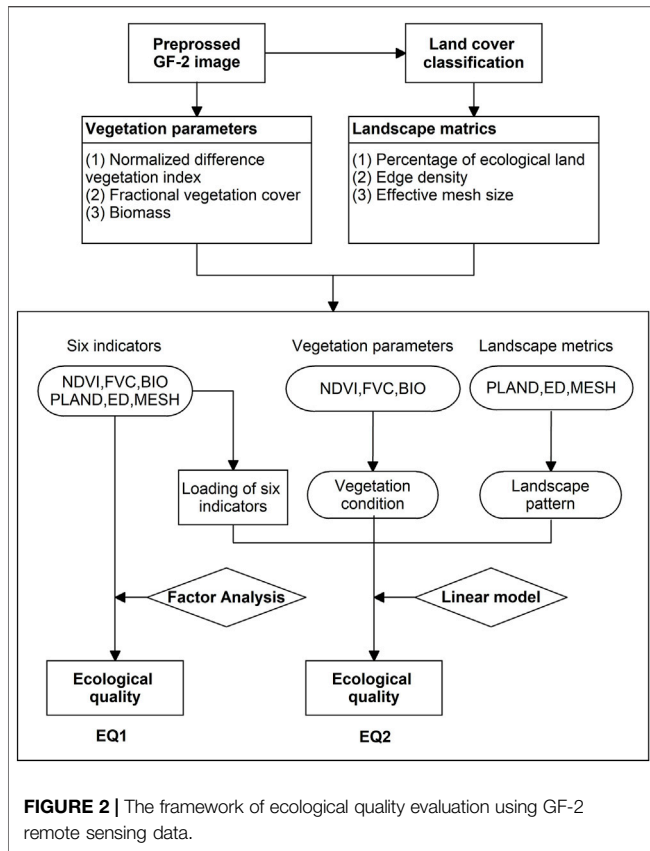 Preprossed
GF-2 image
Land cover
classification
Vegetation parameters
(1) Normalized difference
vegetation index
(2) Fractional vegetation cover
(3) Biomass
Landscape matrics
(1) Percentage of ecological land
(2) Edge density
(3) Effective mesh size
Six indicators
Vegetation parameters
Landscape metrics
NDVI,FVC,BIO
PLAND,ED,MESH
NDVI,FVC,BIO
PLAND,ED,MESH
Loading of six
indicators
Vegetation
condition
Landscape
pattern
Factor Analysis
Linear model
Ecological
quality
Ecological
quality
EQ1
EQ2
FIGURE 2 | The framework of ecological quality evaluation using GF-2
remote sensing data.